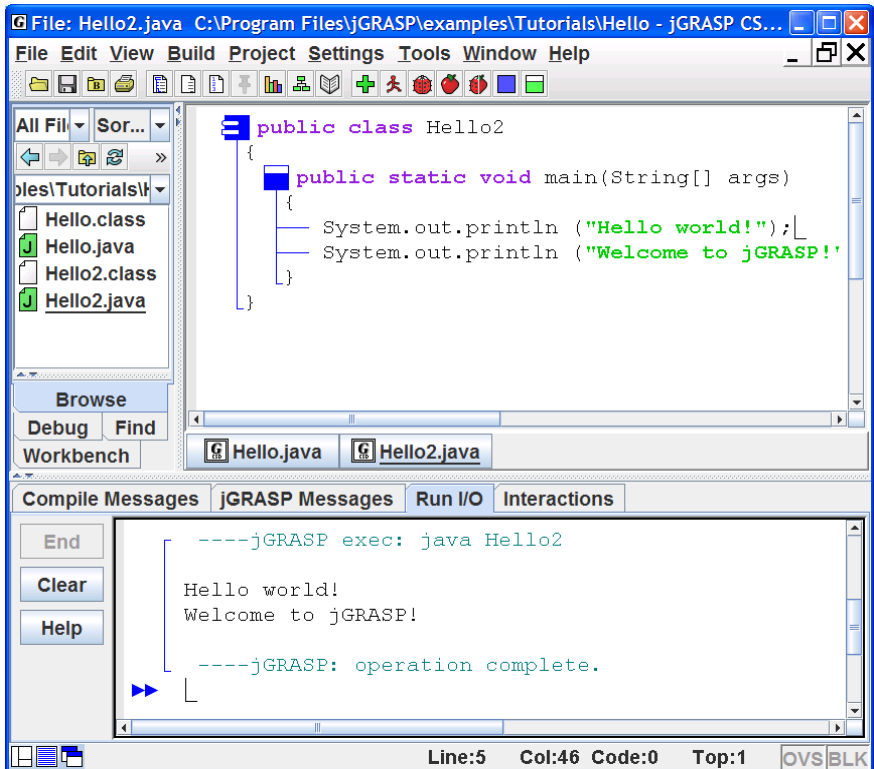 File: Hello2.java C:\Program Files\jGRASP\examples\Tutorials\Hello - jGRASP CS...
File Edit View Build Project Settings Tools Window Help
All Fil
Sor...
Hello.class
Hello.java
Hello2.class
Hello2.java
Browse
Debug Find
Workbench
public class Hello2
{
public static void main(String[] args)
{
System.out.println ("Hello world!");
System.out.println ("Welcome to jGRASP!"
}
}
Hello.java Hello2.java
Compile Messages jGRASP Messages Run I/O Interactions
End
Clear
Help
----jGRASP exec: java Hello2
Hello world!
Welcome to jGRASP!
----jGRASP: operation complete.
Line:5 Col:46 Code:0 Top:1 OVS BLK